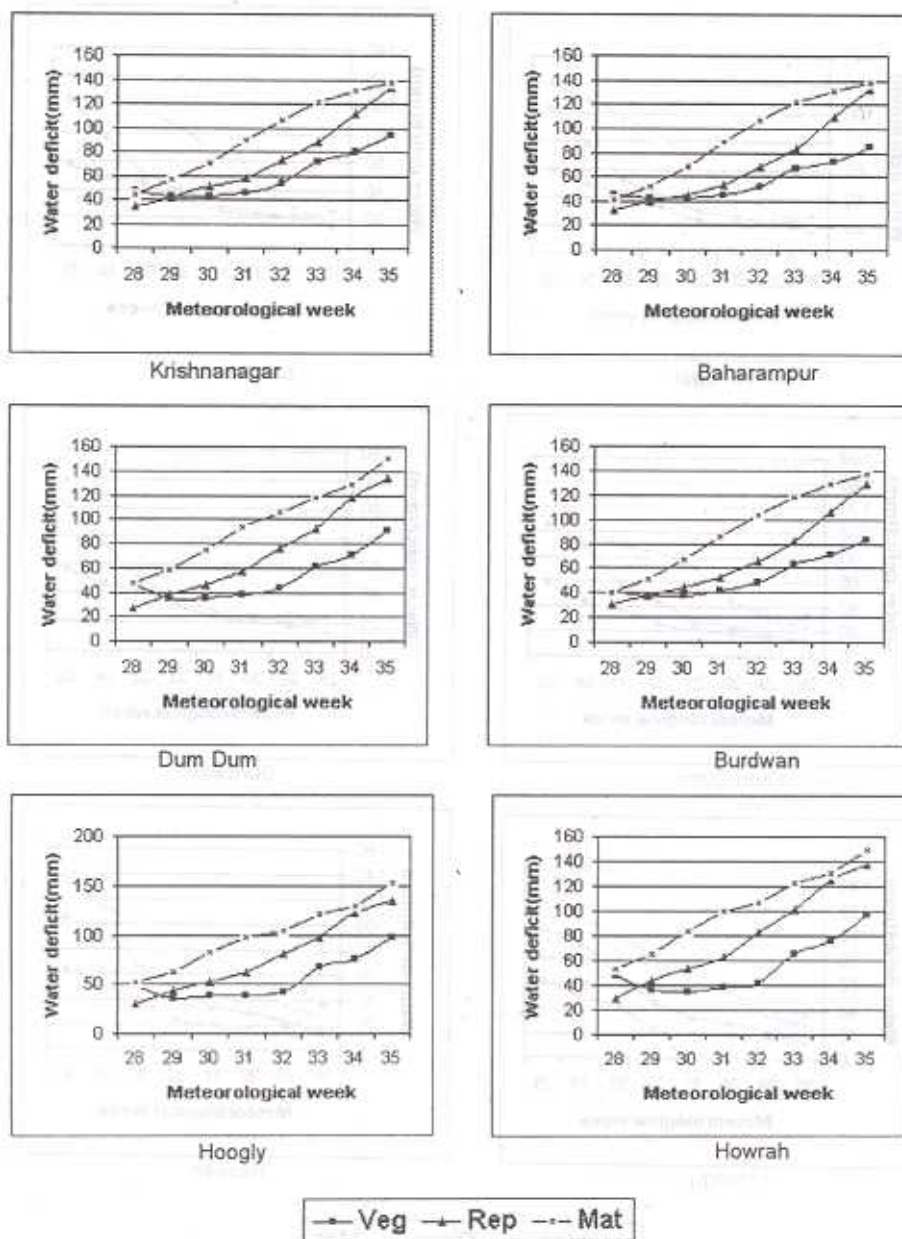 Water deficit(mm)
160
140
120
100
80
60
40
20
0
28 29 30 31 32 33 34 35
Meteorological week
Krishnanagar
Water deficit(mm)
160
140
120
100
80
60
40
20
0
28 29 30 31 32 33 34 35
Meteorological week
Baharampur
Water deficit(mm)
160
140
120
100
80
60
40
20
0
28 29 30 31 32 33 34 35
Meteorological week
Dum Dum
Water deficit(mm)
160
140
120
100
80
60
40
20
0
28 29 30 31 32 33 34 35
Meteorological week
Burdwan
Water deficit(mm)
200
150
100
50
0
28 29 30 31 32 33 34 35
Meteorological week
Hoogly
Water deficit(mm)
160
140
120
100
80
60
40
20
0
28 29 30 31 32 33 34 35
Meteorological week
Howrah
Veg Rep Mat